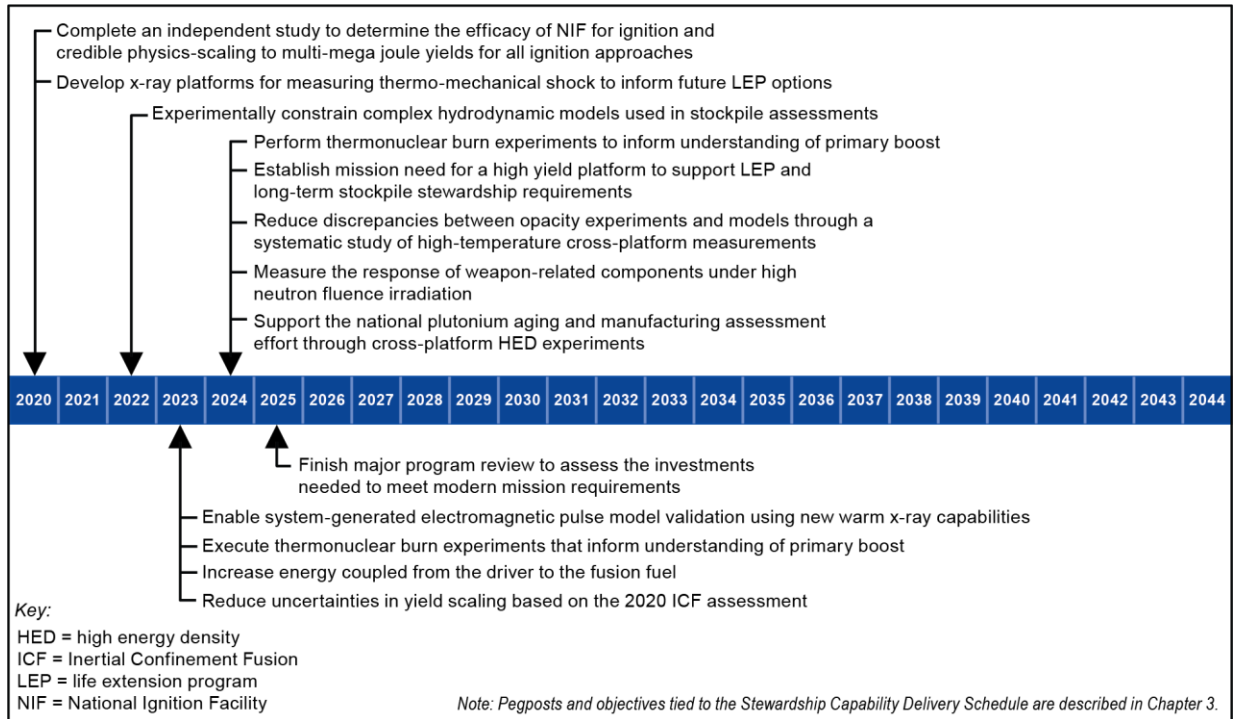 Complete an independent study to determine the efficacy of NIF for ignition and
credible physics-scaling to multi-mega joule yields for all ignition approaches
Develop x-ray platforms for measuring thermo-mechanical shock to inform future LEP options
Experimentally constrain complex hydrodynamic models used in stockpile assessments
Perform thermonuclear burn experiments to inform understanding of primary boost
Establish mission need for a high yield platform to support LEP and
long-term stockpile stewardship requirements
Reduce discrepancies between opacity experiments and models through a
systematic study of high-temperature cross-platform measurements
Measure the response of weapon-related components under high
neutron fluence irradiation
Support the national plutonium aging and manufacturing assessment
effort through cross-platform HED experiments
2020 2021 2022 2023 2024 2025 2026 2027 2028 2029 2030 2031 2032 2033 2034 2035 2036 2037 2038 2039 2040 2041 2042 2043 2044
Finish major program review to assess the investments
needed to meet modern mission requirements
Enable system-generated electromagnetic pulse model validation using new warm x-ray capabilities
Execute thermonuclear burn experiments that inform understanding of primary boost
Increase energy coupled from the driver to the fusion fuel
Reduce uncertainties in yield scaling based on the 2020 ICF assessment
Key:
HED = high energy density
ICF = Inertial Confinement Fusion
LEP = life extension program
NIF = National Ignition Facility
Note: Pegposts and objectives tied to the Stewardship Capability Delivery Schedule are described in Chapter 3.